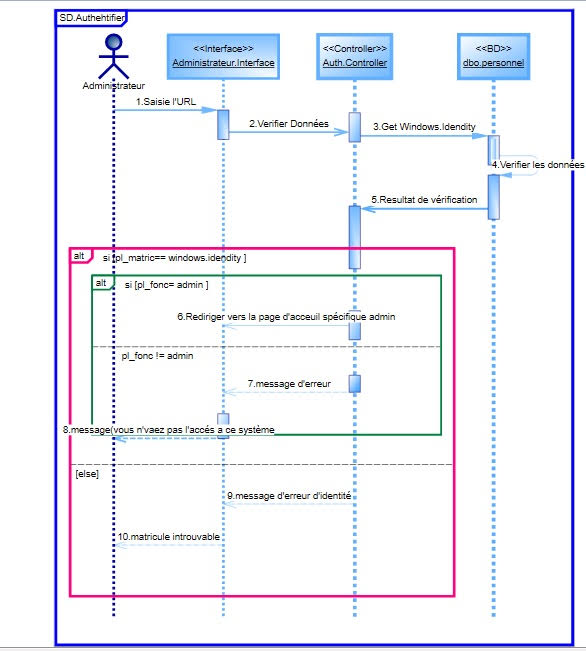 SD.Authehtifier
<<Interface>>
Administrateur.Interface
<<Controller>>
Auth.Controller
<<BD>>
dbo.personnel
Administrateur
1.Saisie l'URL
2.Verifier Données
3.Get Windows.Idendity
4.Verifier les données
5.Resultat de vérification
alt
si [pl_matric== windows.idendity ]
alt
si [pl_fonc= admin ]
6.Rediriger vers la page d'acceuil spécifique admin
pl_fonc != admin
7.message d'erreur
8.message(vous n'vaez pas l'accés a ce système
[else]
9.message d'erreur d'identité
10.matricule introuvable